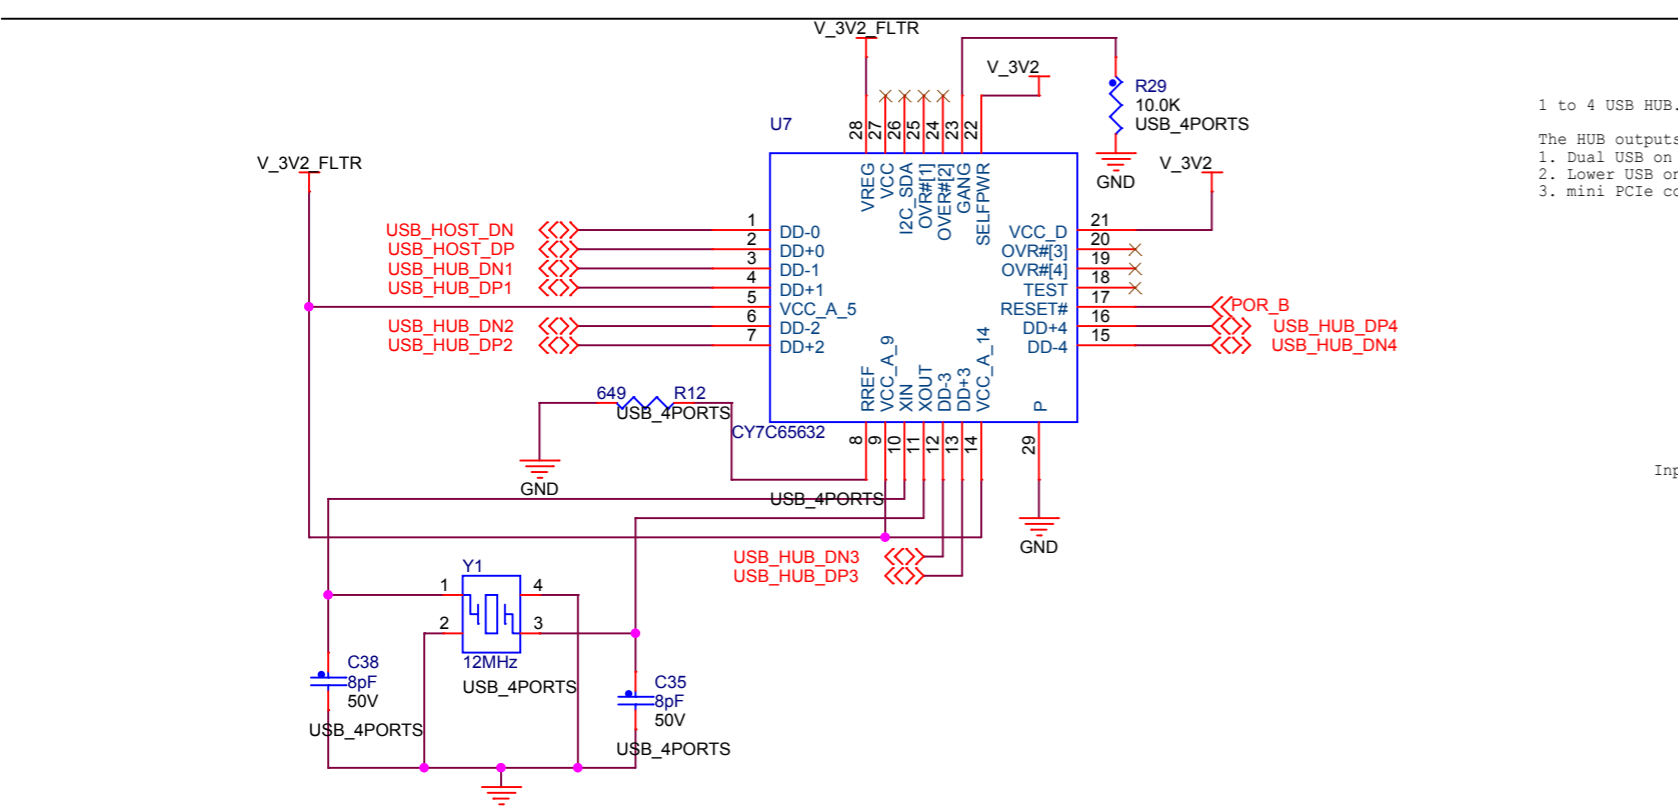 V_3V2_FLTR
V_3V2
R29
10.0K
USB_4PORTS
GND
1 to 4 USB HUB.
The HUB outputs
1. Dual USB on
2. Lower USB or
3. mini PCIe co
U7
28
27
26
25
24
23
22
VREG
VCC
I2C_SDA
OVR#[1]
OVER#[2]
GANG
SELFPWR
V_3V2_FLTR
V_3V2
USB_HOST_DN
1
DD-0
USB_HOST_DP
2
DD+0
USB_HUB_DN1
3
DD-1
USB_HUB_DP1
4
DD+1
5
VCC_A_5
USB_HUB_DN2
6
DD-2
USB_HUB_DP2
7
DD+2
VCC_D
21
OVR#[3]
20
OVR#[4]
19
TEST
18
RESET#
17
POR_B
DD+4
16
USB_HUB_DP4
DD-4
15
USB_HUB_DN4
RREF
VCC_A_9
XIN
XOUT
DD-3
DD+3
VCC_A_14
P
8
9
10
11
12
13
14
29
CY7C65632
USB_4PORTS
649
R12
USB_4PORTS
GND
GND
Inp
USB_HUB_DN3
USB_HUB_DP3
Y1
1
4
2
3
12MHz
USB_4PORTS
C38
8pF
50V
USB_4PORTS
C35
8pF
50V
USB_4PORTS